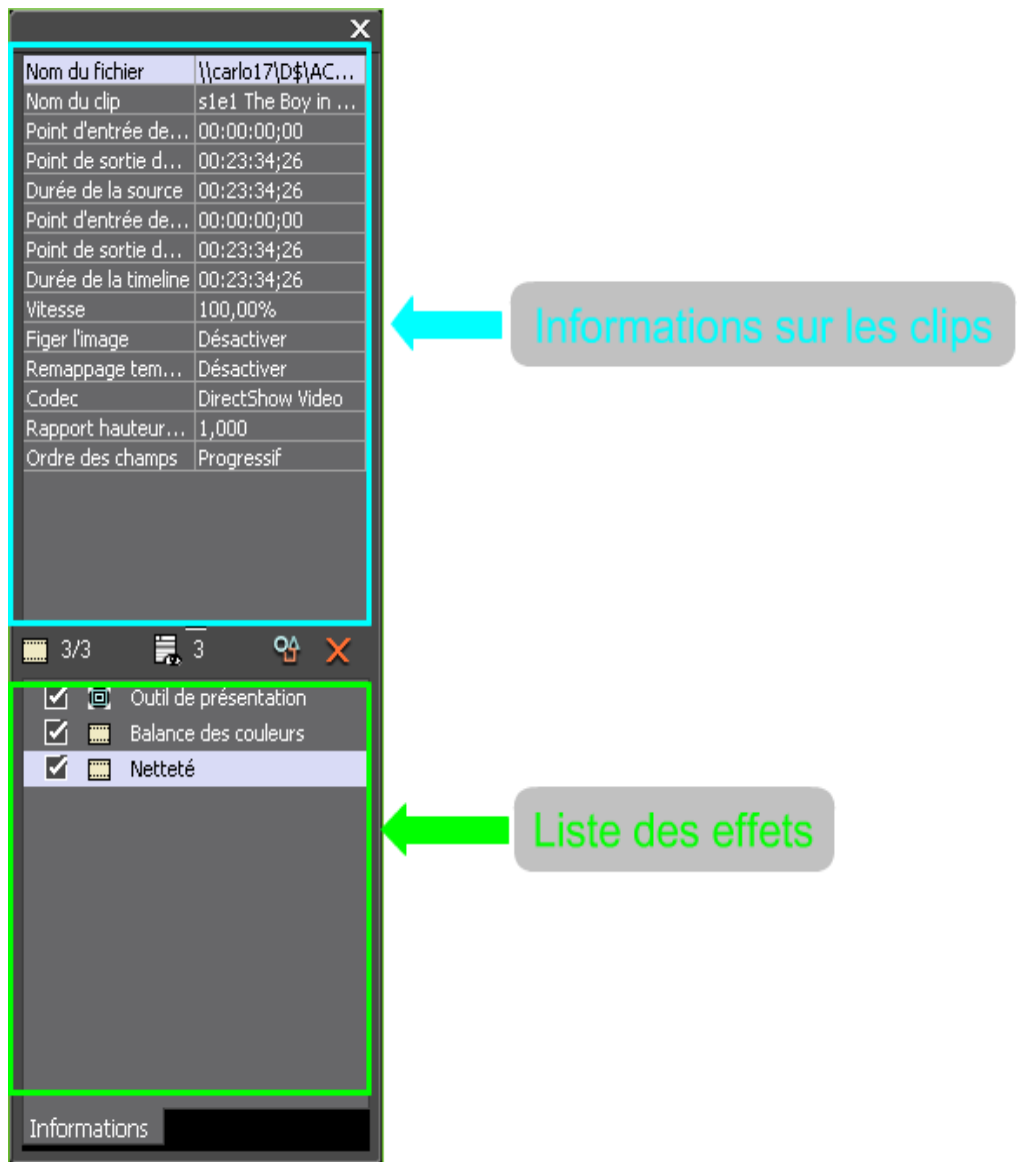 Nom du fichier \\carlo17\D$\AC...
Nom du clip s1e1 The Boy in ...
Point d'entrée de... 00:00:00;00
Point de sortie d... 00:23:34;26
Durée de la source 00:23:34;26
Point d'entrée de... 00:00:00;00
Point de sortie d... 00:23:34;26
Durée de la timeline 00:23:34;26
Vitesse 100,00%
Figer l'image Désactiver
Remappage tem... Désactiver
Codec DirectShow Video
Rapport hauteur... 1,000
Ordre des champs Progressif
Informations sur les clips
3/3 3
Outil de présentation
Balance des couleurs
Netteté
Liste des effets
Informations